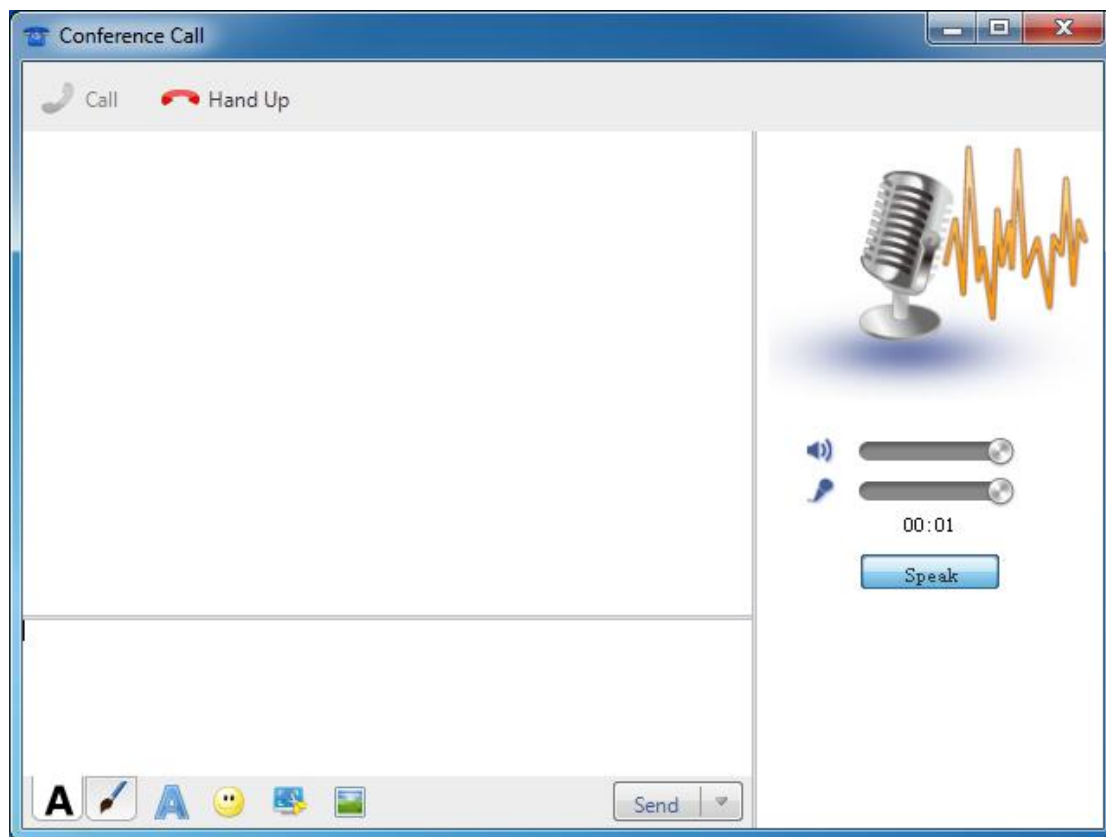 Conference Call
Call Hand Up
00:01
Speak
A A
Send